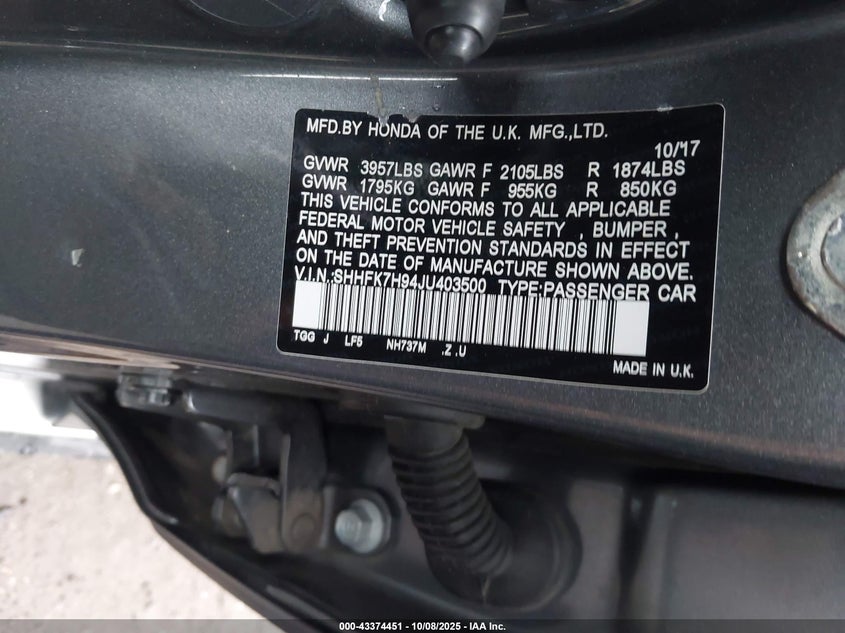 MFD.BY HONDA OF THE U.K. MFG.,LTD.
10/'17
GVWR 3957LBS GAWR F 2105LBS R 1874LBS
GVWR 1795KG GAWR F 955KG R 850KG
THIS VEHICLE CONFORMS TO ALL APPLICABLE
FEDERAL MOTOR VEHICLE SAFETY , BUMPER ,
AND THEFT PREVENTION STANDARDS IN EFFECT
ON THE DATE OF MANUFACTURE SHOWN ABOVE.
V.I.N.:SHHFK7H94JU403500 TYPE:PASSENGER CAR
TGG J LF5 NH737M .Z .U
MADE IN U.K.
000-43374451 - 10/08/2025 - IAA Inc.